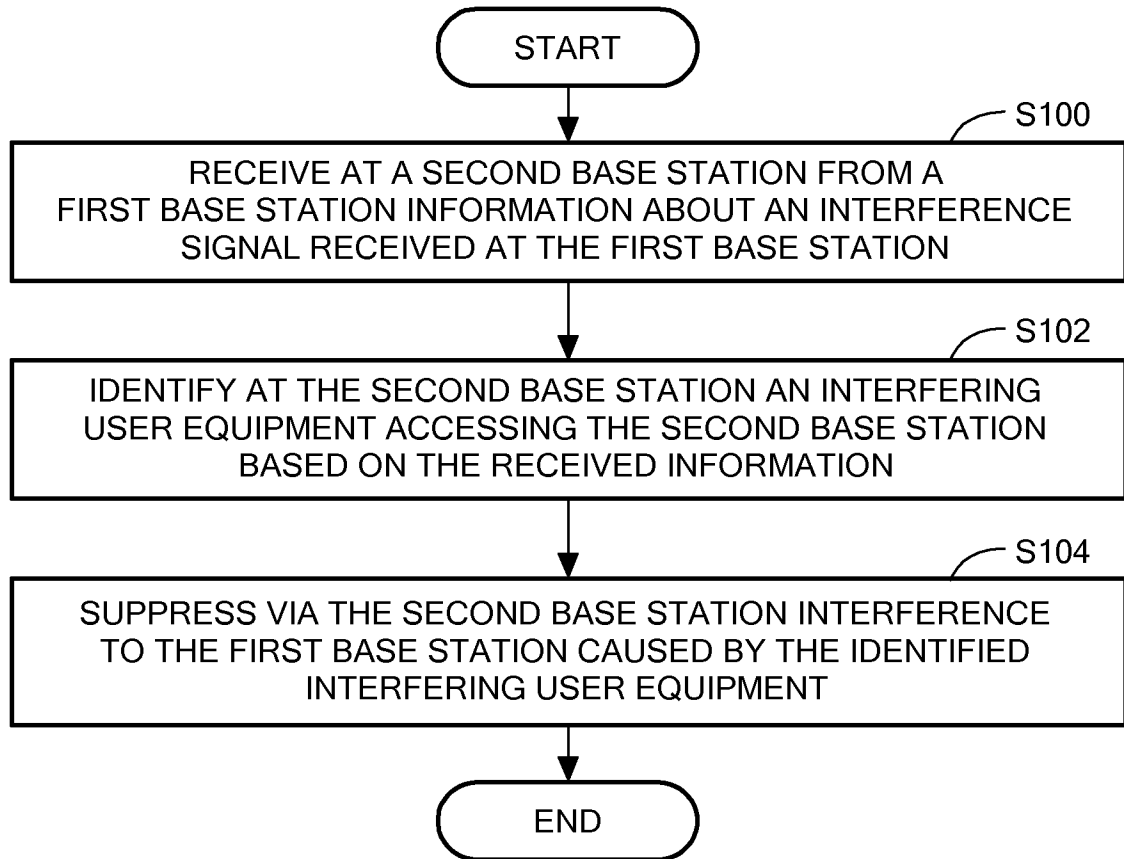 START
S100
RECEIVE AT A SECOND BASE STATION FROM A
FIRST BASE STATION INFORMATION ABOUT AN INTERFERENCE
SIGNAL RECEIVED AT THE FIRST BASE STATION
S102
IDENTIFY AT THE SECOND BASE STATION AN INTERFERING
USER EQUIPMENT ACCESSING THE SECOND BASE STATION
BASED ON THE RECEIVED INFORMATION
S104
SUPPRESS VIA THE SECOND BASE STATION INTERFERENCE
TO THE FIRST BASE STATION CAUSED BY THE IDENTIFIED
INTERFERING USER EQUIPMENT
END